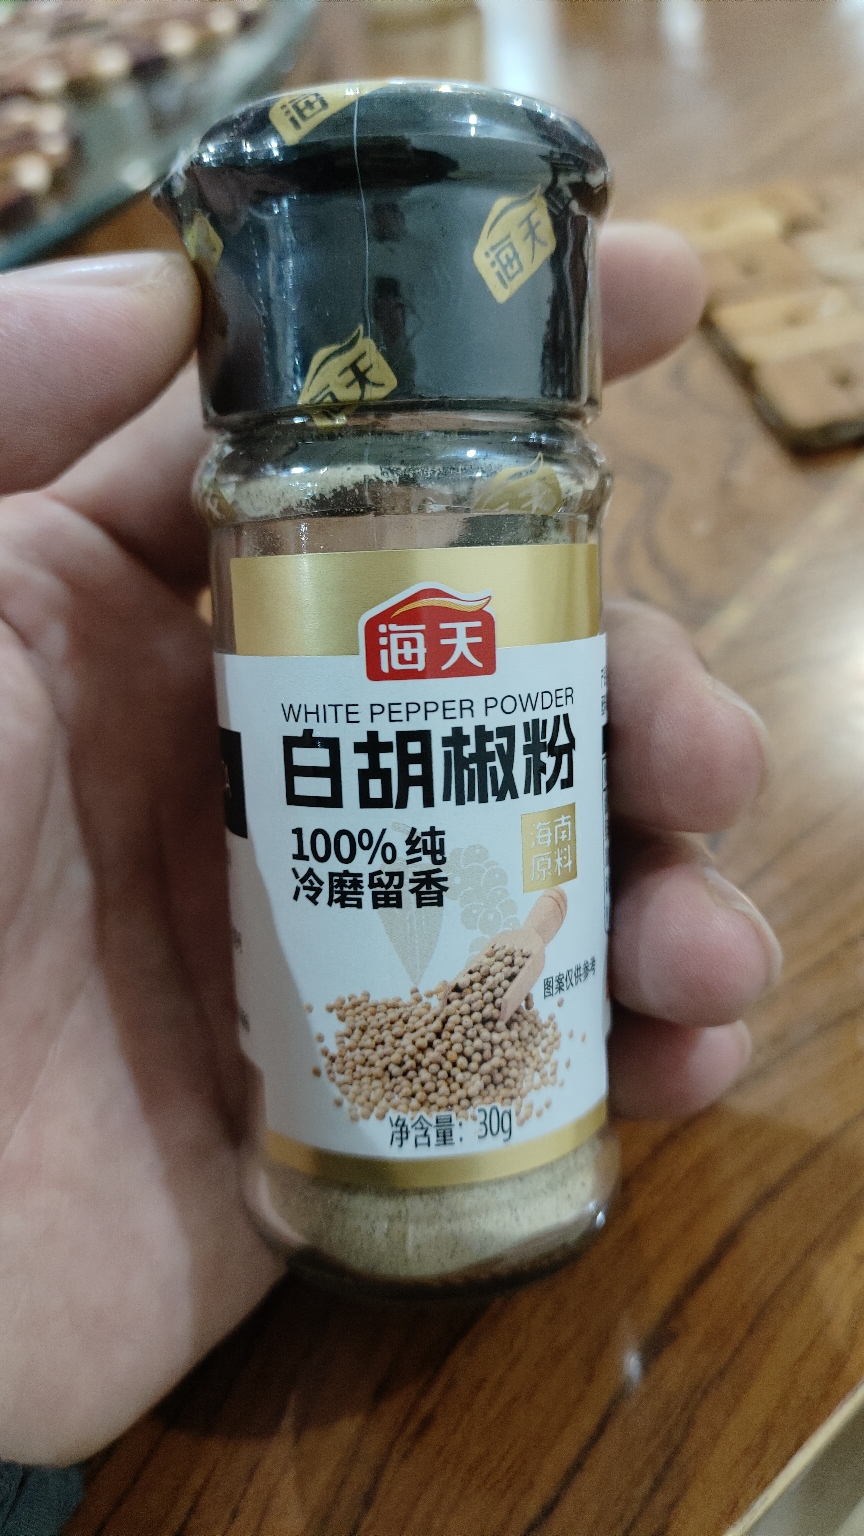 海
海天
海天
海天
WHITE PEPPER POWDER
白胡椒粉
100%纯
冷磨留香
海南
原料
图案仅供参考
净含量：30g